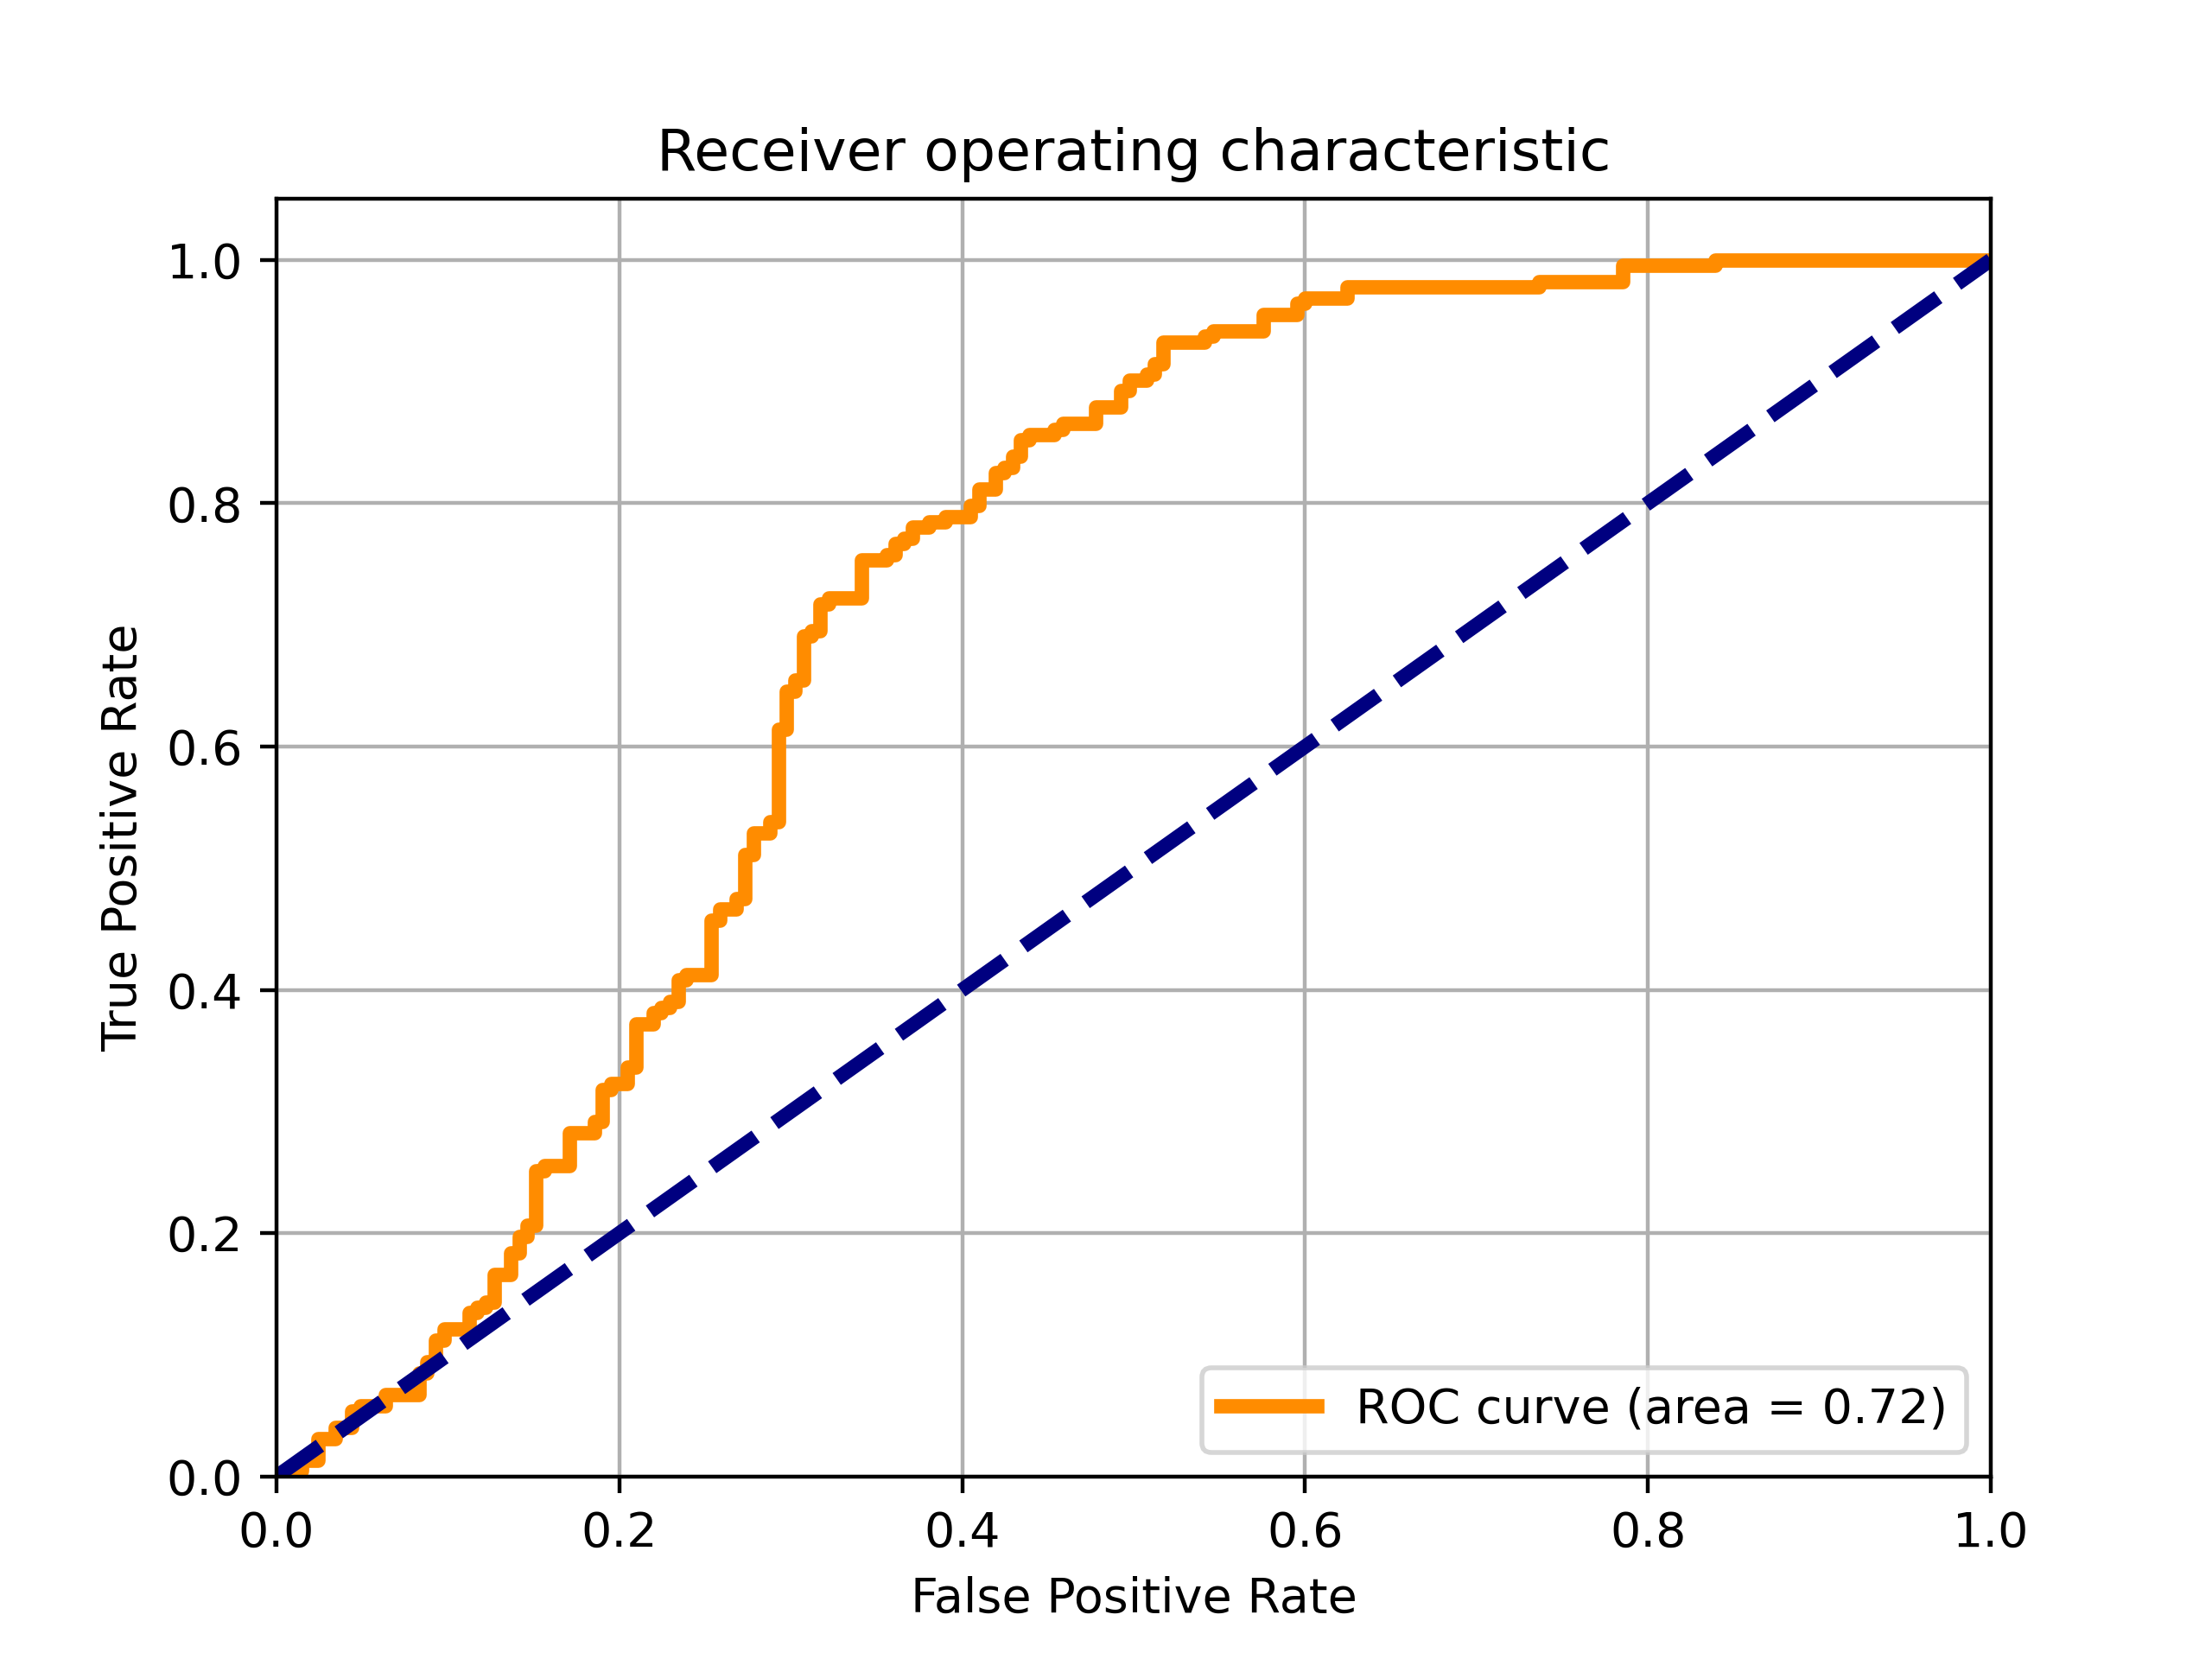 Receiver operating characteristic
True Positive Rate
1.0
0.8
0.6
0.4
0.2
0.0
ROC curve (area = 0.72)
0.0 0.2 0.4 0.6 0.8 1.0
False Positive Rate